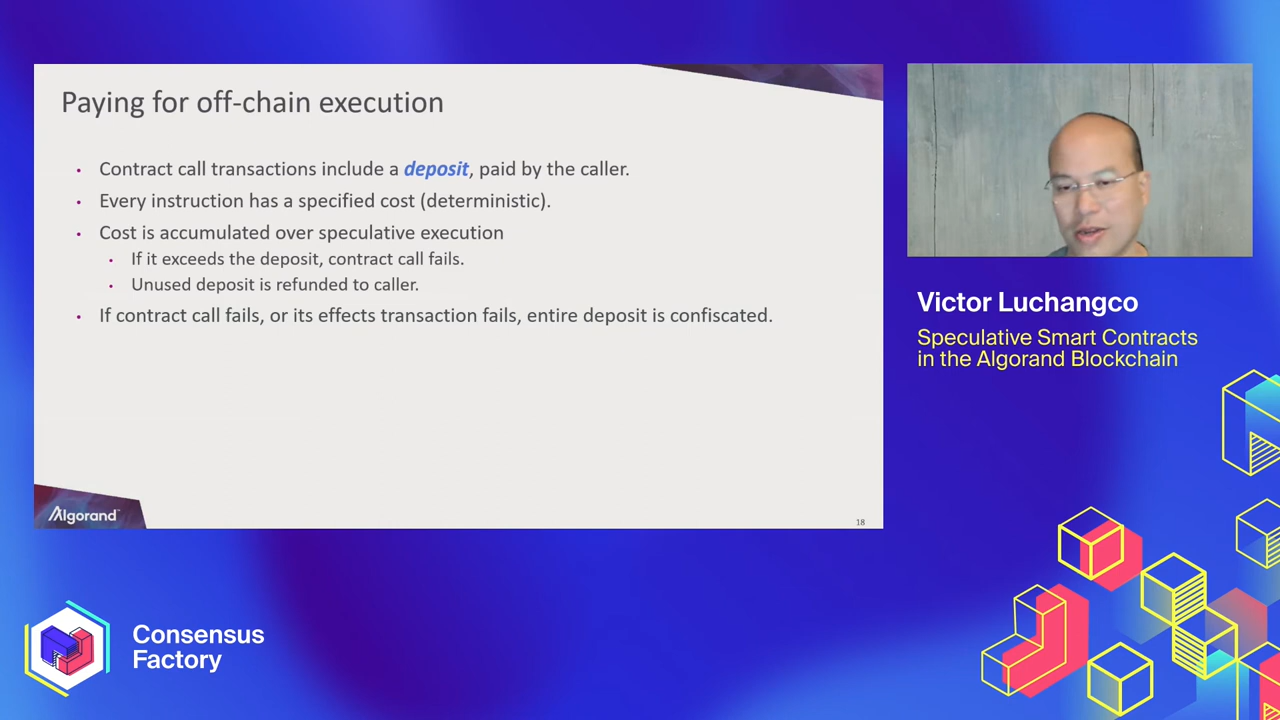 Paying for off-chain execution
Contract call transactions include a deposit, paid by the caller.
Every instruction has a specified cost (deterministic).
Cost is accumulated over speculative execution
If it exceeds the deposit, contract call fails.
Unused deposit is refunded to caller.
If contract call fails, or its effects transaction fails, entire deposit is confiscated.
Algorand
18
Victor Luchangco
Speculative Smart Contracts
in the Algorand Blockchain
Consensus
Factory